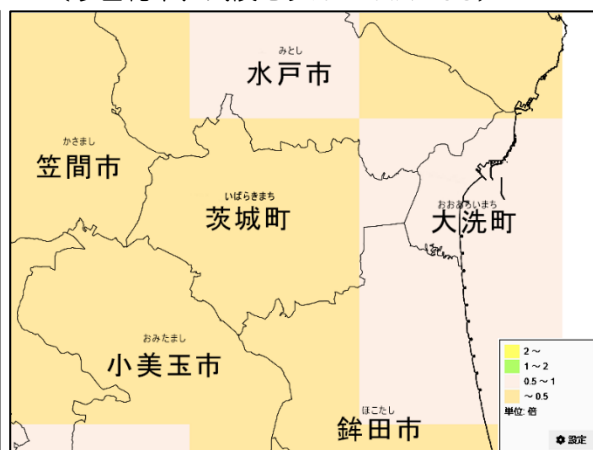 みとし
水戸市
かさまし
笠間市
いばらきまち
茨城町
おおあらいまち
大洗町
おみたまし
小美玉市
ほこたし
鉾田市
2～
1～2
0.5～1
～0.5
単位: 倍
設定